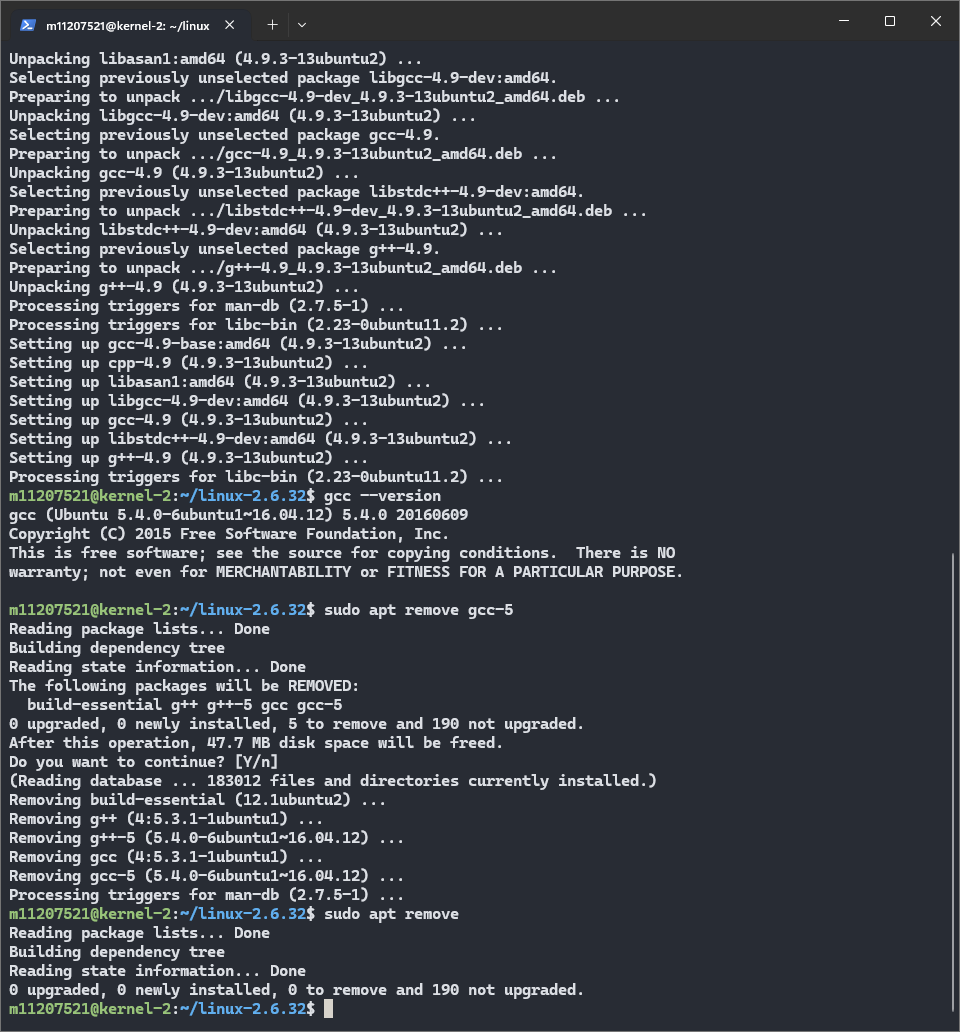 m11207521@kernel-2: ~/linux
Unpacking libasan1:amd64 (4.9.3-13ubuntu2) ...
Selecting previously unselected package libgcc-4.9-dev:amd64.
Preparing to unpack .../libgcc-4.9-dev_4.9.3-13ubuntu2_amd64.deb ...
Unpacking libgcc-4.9-dev:amd64 (4.9.3-13ubuntu2) ...
Selecting previously unselected package gcc-4.9.
Preparing to unpack .../gcc-4.9_4.9.3-13ubuntu2_amd64.deb ...
Unpacking gcc-4.9 (4.9.3-13ubuntu2) ...
Selecting previously unselected package libstdc++-4.9-dev:amd64.
Preparing to unpack .../libstdc++-4.9-dev_4.9.3-13ubuntu2_amd64.deb ...
Unpacking libstdc++-4.9-dev:amd64 (4.9.3-13ubuntu2) ...
Selecting previously unselected package g++-4.9.
Preparing to unpack .../g++-4.9_4.9.3-13ubuntu2_amd64.deb ...
Unpacking g++-4.9 (4.9.3-13ubuntu2) ...
Processing triggers for man-db (2.7.5-1) ...
Processing triggers for libc-bin (2.23-0ubuntu11.2) ...
Setting up gcc-4.9-base:amd64 (4.9.3-13ubuntu2) ...
Setting up cpp-4.9 (4.9.3-13ubuntu2) ...
Setting up libasan1:amd64 (4.9.3-13ubuntu2) ...
Setting up libgcc-4.9-dev:amd64 (4.9.3-13ubuntu2) ...
Setting up gcc-4.9 (4.9.3-13ubuntu2) ...
Setting up libstdc++-4.9-dev:amd64 (4.9.3-13ubuntu2) ...
Setting up g++-4.9 (4.9.3-13ubuntu2) ...
Processing triggers for libc-bin (2.23-0ubuntu11.2) ...
m11207521@kernel-2:~/linux-2.6.32$ gcc --version
gcc (Ubuntu 5.4.0-6ubuntu1~16.04.12) 5.4.0 20160609
Copyright (C) 2015 Free Software Foundation, Inc.
This is free software; see the source for copying conditions.  There is NO
warranty; not even for MERCHANTABILITY or FITNESS FOR A PARTICULAR PURPOSE.

m11207521@kernel-2:~/linux-2.6.32$ sudo apt remove gcc-5
Reading package lists... Done
Building dependency tree
Reading state information... Done
The following packages will be REMOVED:
  build-essential g++ g++-5 gcc gcc-5
0 upgraded, 0 newly installed, 5 to remove and 190 not upgraded.
After this operation, 47.7 MB disk space will be freed.
Do you want to continue? [Y/n]
(Reading database ... 183012 files and directories currently installed.)
Removing build-essential (12.1ubuntu2) ...
Removing g++ (4:5.3.1-1ubuntu1) ...
Removing g++-5 (5.4.0-6ubuntu1~16.04.12) ...
Removing gcc (4:5.3.1-1ubuntu1) ...
Removing gcc-5 (5.4.0-6ubuntu1~16.04.12) ...
Processing triggers for man-db (2.7.5-1) ...
m11207521@kernel-2:~/linux-2.6.32$ sudo apt remove
Reading package lists... Done
Building dependency tree
Reading state information... Done
0 upgraded, 0 newly installed, 0 to remove and 190 not upgraded.
m11207521@kernel-2:~/linux-2.6.32$